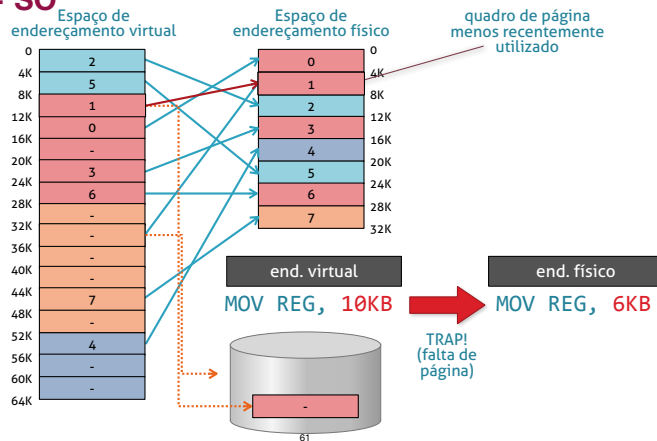 SO
Espaço de
endereçamento virtual
Espaço de
endereçamento físico
quadro de página
menos recentemente
utilizado
0
2
4K
5
8K
1
12K
0
16K
-
20K
3
24K
6
28K
-
32K
-
36K
-
40K
-
44K
7
48K
-
52K
4
56K
-
60K
-
64K
0
0
4K
1
8K
2
12K
3
16K
4
20K
5
24K
6
28K
7
32K
end. virtual
MOV REG, 10KB
end. físico
MOV REG, 6KB
TRAP!
(falta de
página)
-
61